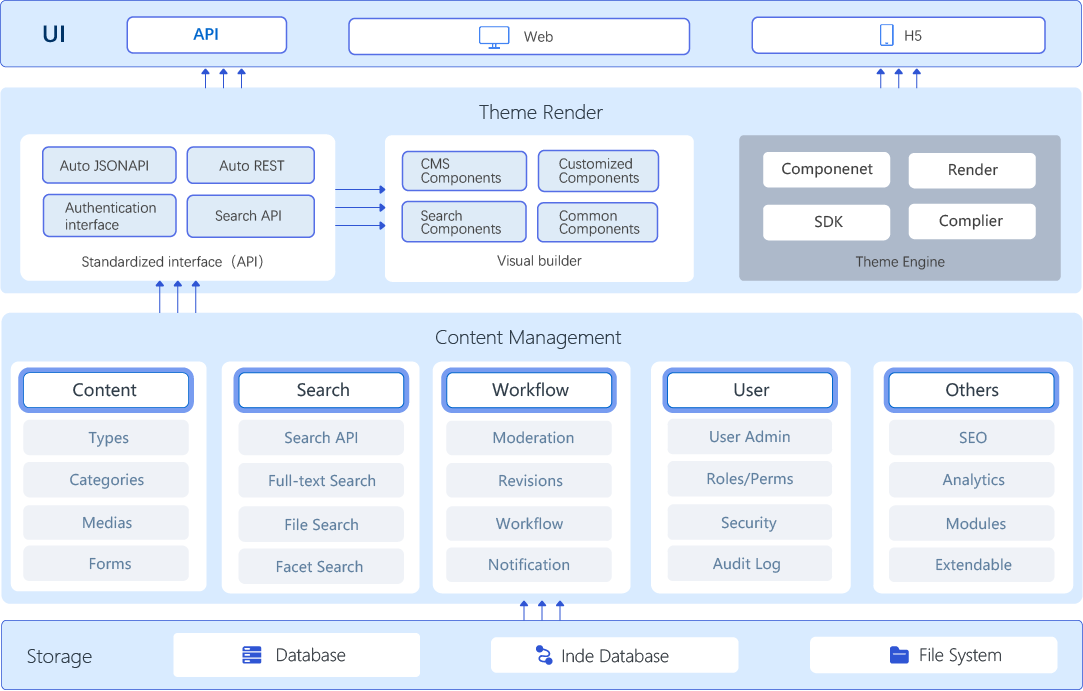 UI
API
Web
H5
Theme Render
Auto JSONAPI
Auto REST
Authentication
interface
Search API
Standardized interface（API）
CMS
Components
Customized
Components
Search
Components
Common
Components
Visual builder
Componenet
Render
SDK
Complier
Theme Engine
Content Management
Content
Types
Categories
Medias
Forms
Search
Search API
Full-text Search
File Search
Facet Search
Workflow
Moderation
Revisions
Workflow
Notification
User
User Admin
Roles/Perms
Security
Audit Log
Others
SEO
Analytics
Modules
Extendable
Storage
Database
Inde Database
File System